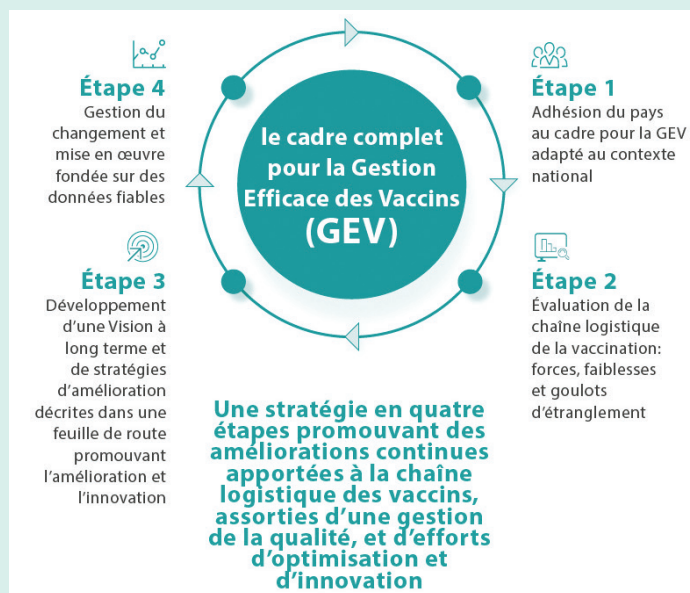 le cadre complet
pour la Gestion
Efficace des Vaccins
(GEV)
Étape 1
Adhésion du pays
au cadre pour la GEV
adapté au contexte
national
Étape 2
Évaluation de la
chaîne logistique
de la vaccination:
forces, faiblesses
et goulots
d’étranglement
Étape 3
Développement
d’une Vision à
long terme et
de stratégies
d’amélioration
décrites dans une
feuille de route
promouvant
l’amélioration et
l’innovation
Étape 4
Gestion du
changement et
mise en œuvre
fondée sur des
données fiables
Une stratégie en quatre
étapes promouvant des
améliorations continues
apportées à la chaîne
logistique des vaccins,
assorties d’une gestion
de la qualité, et d’efforts
d’optimisation et
d’innovation